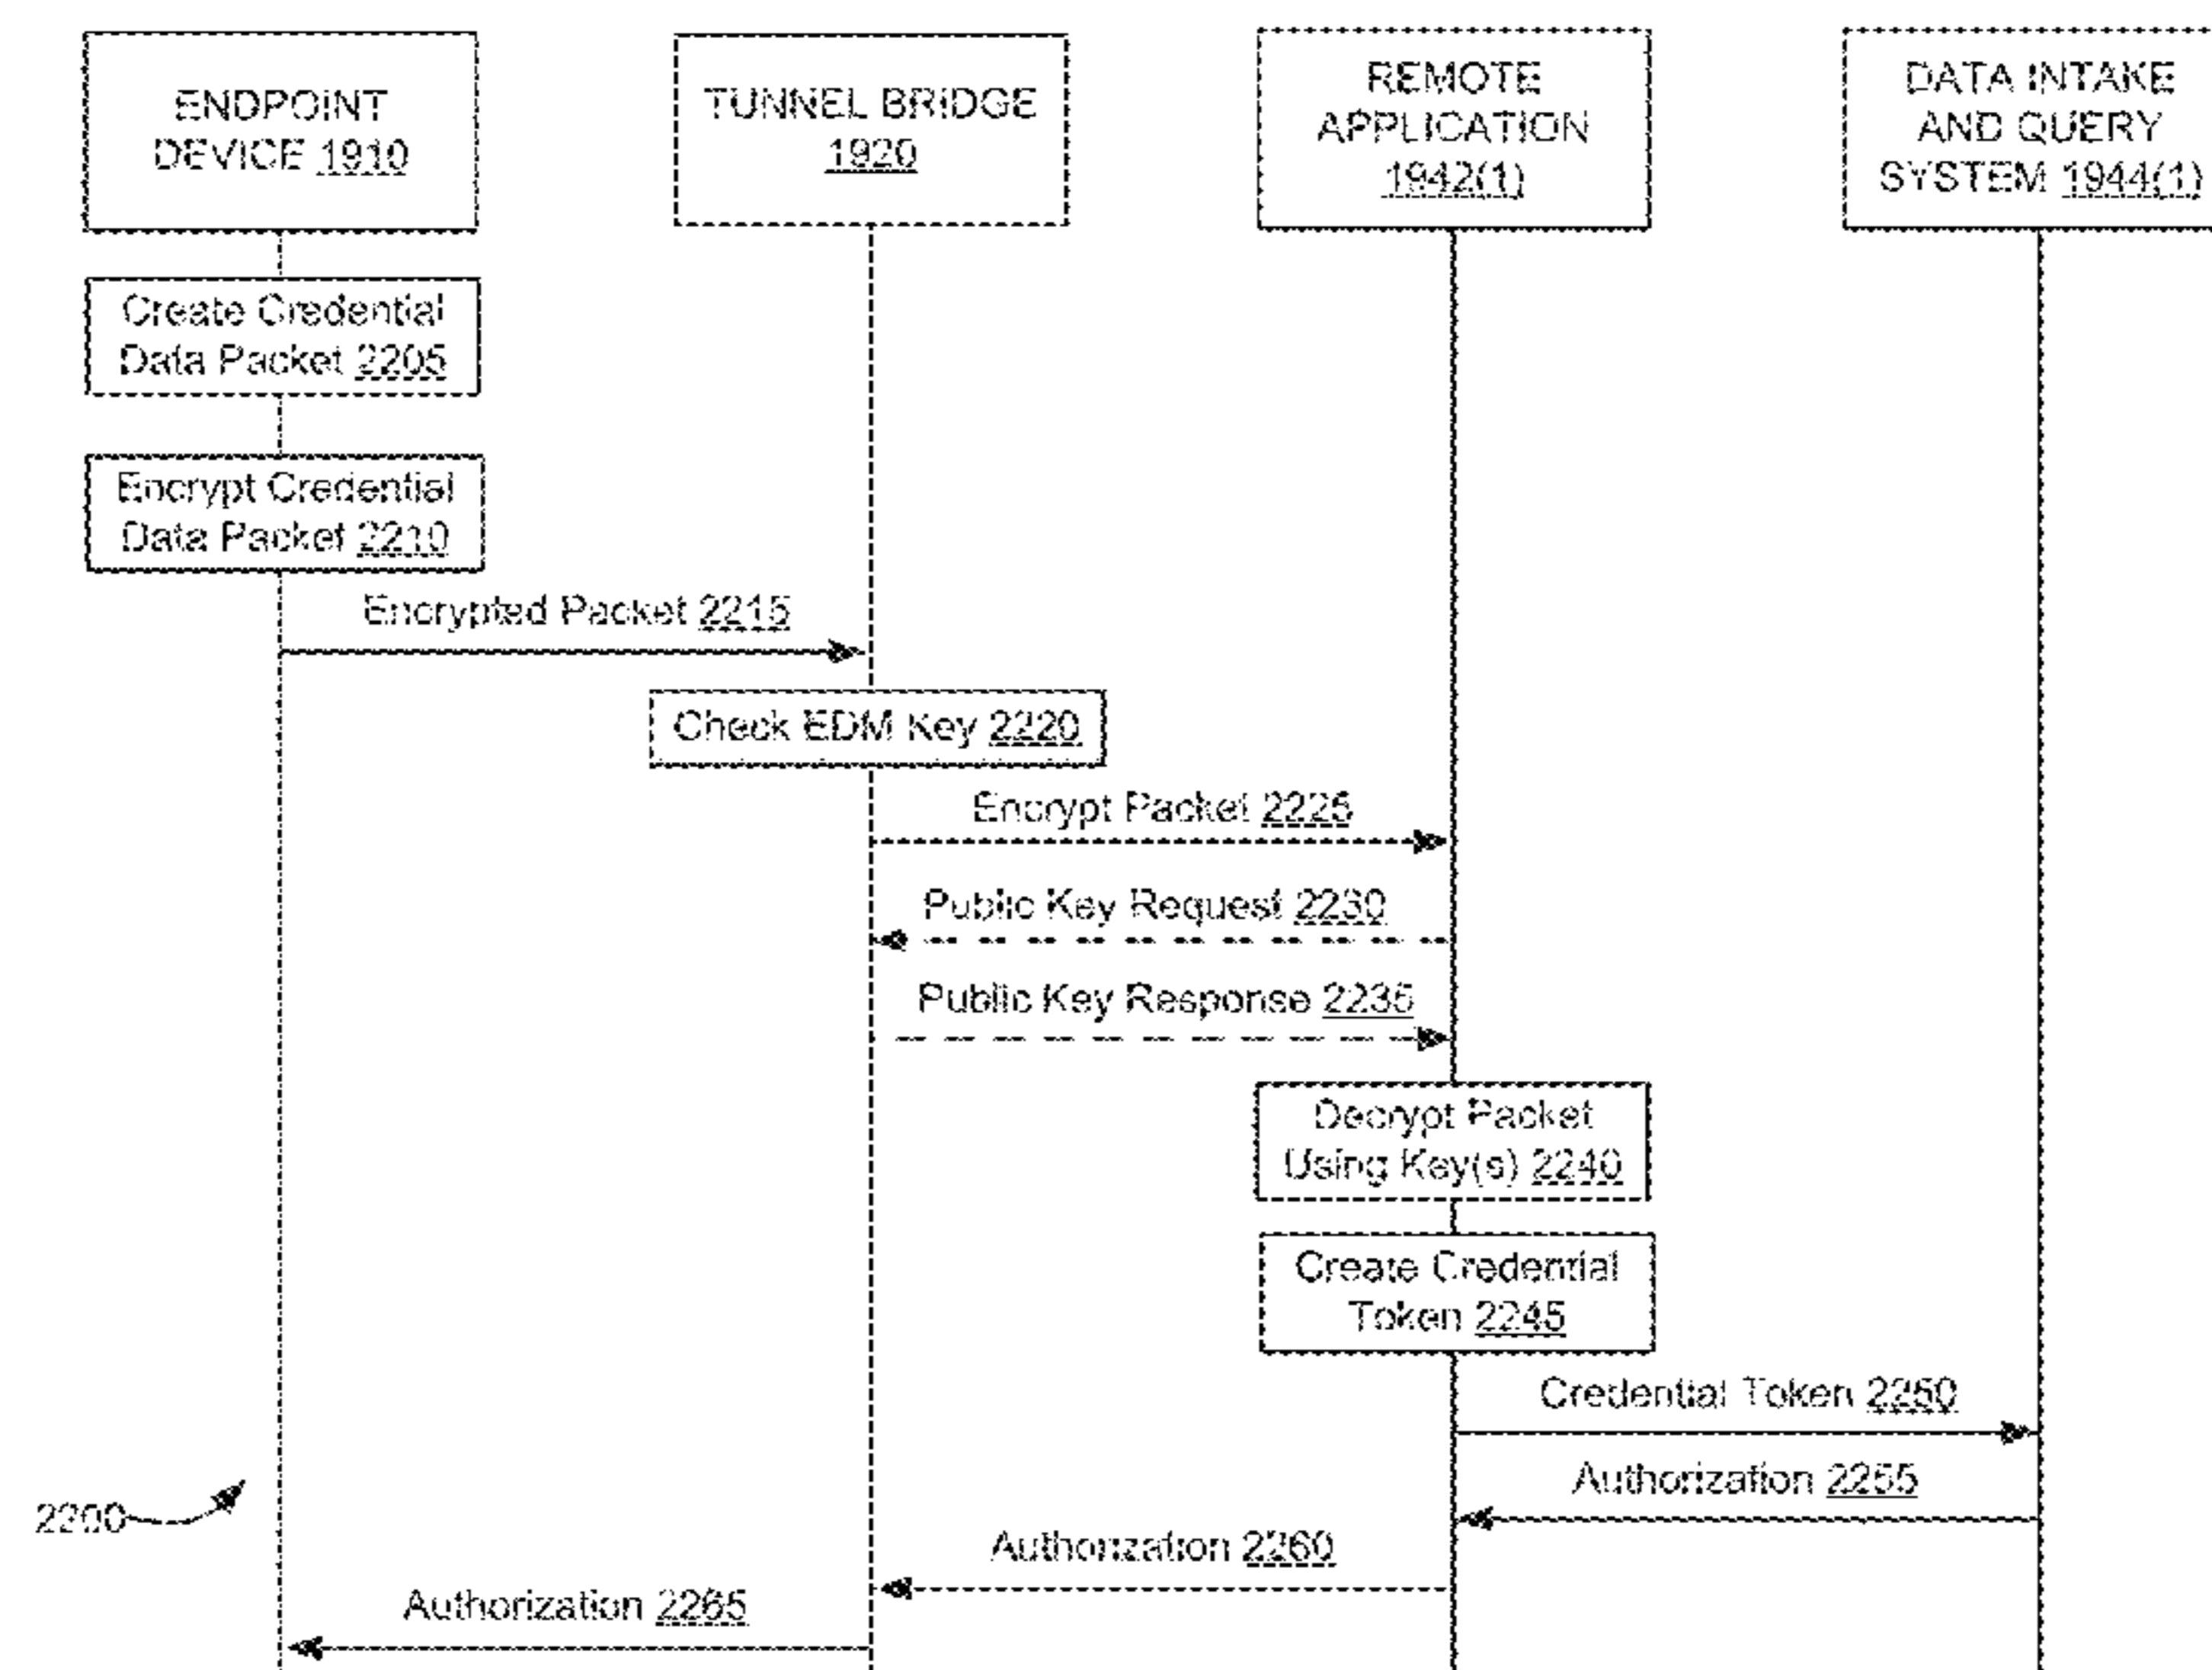 ENDPOINT
DEVICE 1910
TUNNEL BRIDGE
1920
REMOTE
APPLICATION
1942(1)
DATA INTAKE
AND QUERY
SYSTEM 1944(1)
Create Credential
Data Packet 2205
Encrypt Credential
Data Packet 2210
Encrypted Packet 2215
Check EDM Key 2220
Encrypt Packet 2225
Public Key Request 2230
Public Key Response 2235
Decrypt Packet
Using Key(s) 2240
Create Credential
Token 2245
Credential Token 2250
Authorization 2255
2200
Authorization 2260
Authorization 2265